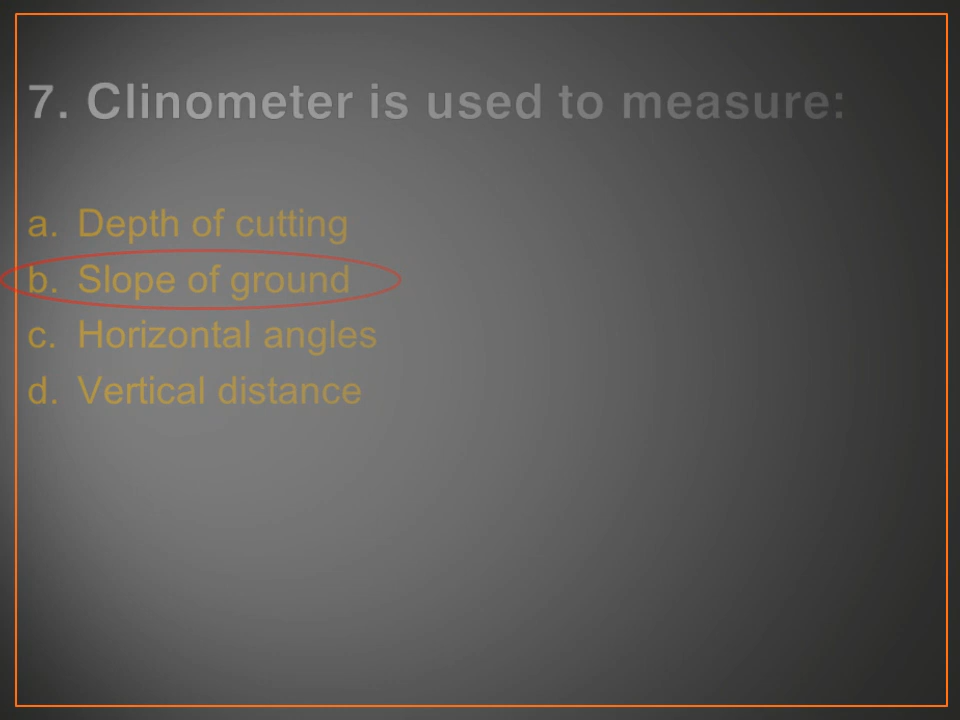 7. Clinometer is used to measure:
a. Depth of cutting
b. Slope of ground
c. Horizontal angles
d. Vertical distance